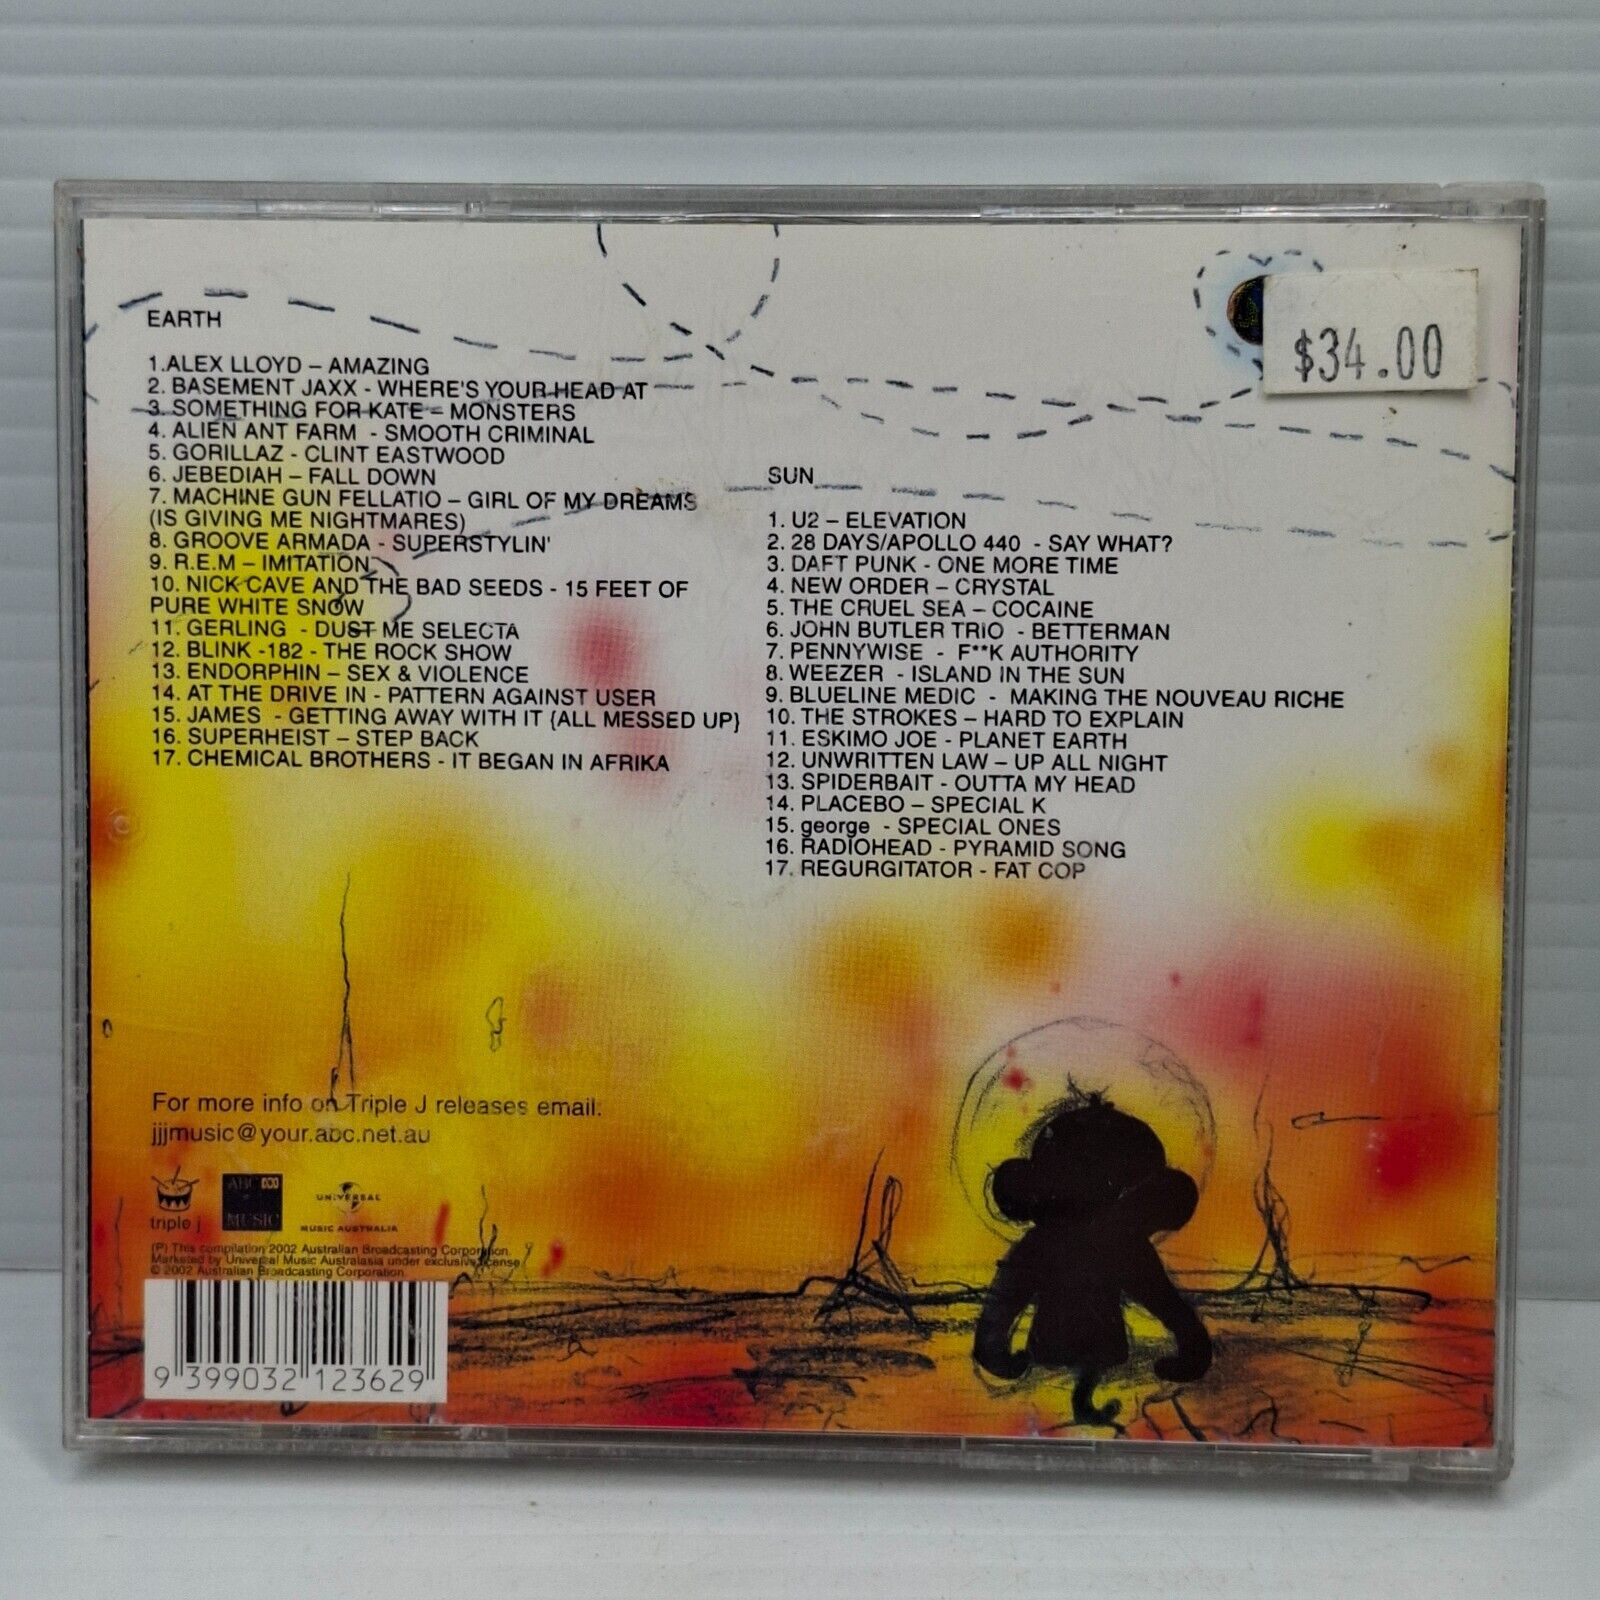 $34.00
EARTH
1.ALEX LLOYD – AMAZING
2. BASEMENT JAXX - WHERE'S YOUR HEAD AT
3. SOMETHING FOR KATE – MONSTERS
4. ALIEN ANT FARM - SMOOTH CRIMINAL
5. GORILLAZ - CLINT EASTWOOD
6. JEBEDIAH – FALL DOWN
7. MACHINE GUN FELLATIO – GIRL OF MY DREAMS
(IS GIVING ME NIGHTMARES)
8. GROOVE ARMADA - SUPERSTYLIN'
9. R.E.M – IMITATION
10. NICK CAVE AND THE BAD SEEDS - 15 FEET OF
PURE WHITE SNOW
11. GERLING - DUST ME SELECTA
12. BLINK -182 - THE ROCK SHOW
13. ENDORPHIN – SEX & VIOLENCE
14. AT THE DRIVE IN - PATTERN AGAINST USER
15. JAMES - GETTING AWAY WITH IT {ALL MESSED UP}
16. SUPERHEIST – STEP BACK
17. CHEMICAL BROTHERS - IT BEGAN IN AFRIKA
SUN
1. U2 – ELEVATION
2. 28 DAYS/APOLLO 440 - SAY WHAT?
3. DAFT PUNK - ONE MORE TIME
4. NEW ORDER – CRYSTAL
5. THE CRUEL SEA – COCAINE
6. JOHN BUTLER TRIO - BETTERMAN
7. PENNYWISE - F**K AUTHORITY
8. WEEZER - ISLAND IN THE SUN
9. BLUELINE MEDIC - MAKING THE NOUVEAU RICHE
10. THE STROKES – HARD TO EXPLAIN
11. ESKIMO JOE - PLANET EARTH
12. UNWRITTEN LAW – UP ALL NIGHT
13. SPIDERBAIT - OUTTA MY HEAD
14. PLACEBO – SPECIAL K
15. george - SPECIAL ONES
16. RADIOHEAD - PYRAMID SONG
17. REGURGITATOR - FAT COP
For more info on Triple J releases email:
jjjmusic@your.abc.net.au
triple j
ABC
MUSIC
UNIVERSAL
MUSIC AUSTRALIA
(P) This compilation 2002 Australian Broadcasting Corporation.
Marketed by Universal Music Australasia under exclusive license
© 2002 Australian Broadcasting Corporation.
9 399032 123629